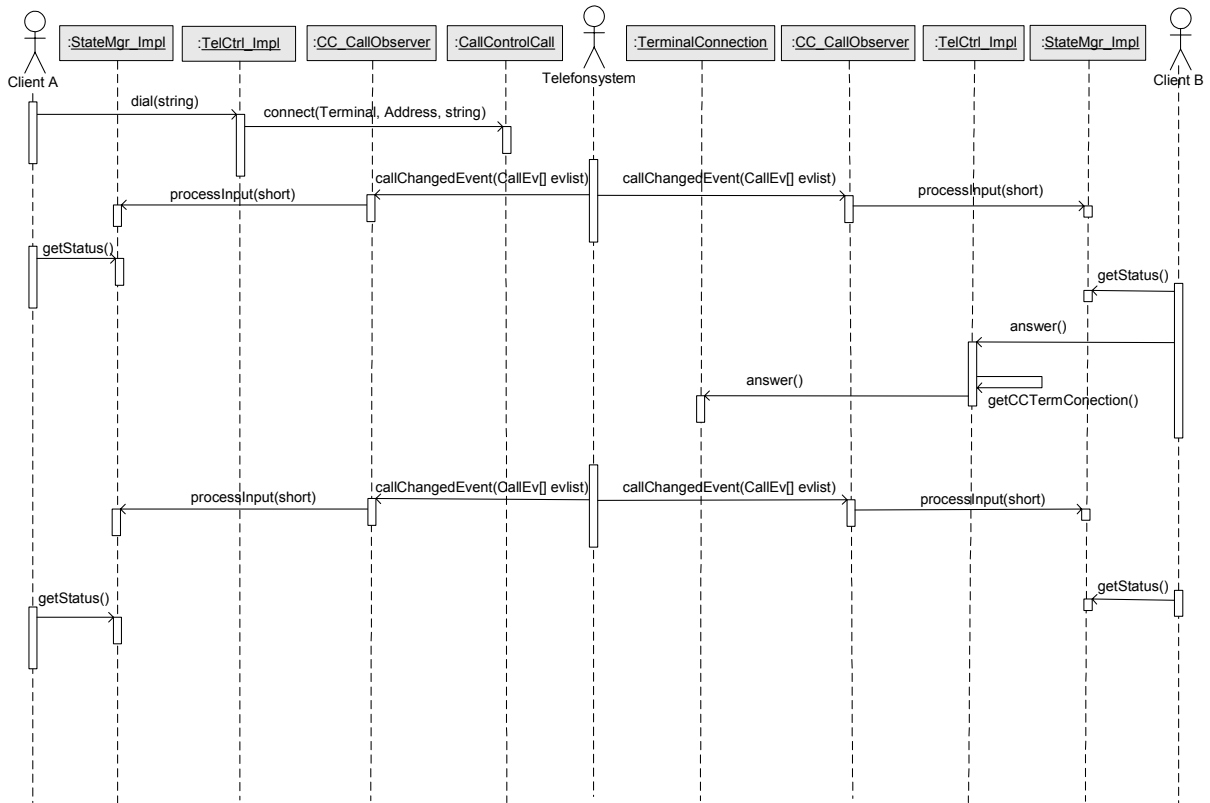 :StateMgr_Impl
:TelCtrl_Impl
:CC_CallObserver
:CallControlCall
:TerminalConnection
:CC_CallObserver
:TelCtrl_Impl
:StateMgr_Impl
Client A
Telefonsystem
Client B
dial(string)
connect(Terminal, Address, string)
callChangedEvent(CallEv[] evlist)
callChangedEvent(CallEv[] evlist)
processInput(short)
processInput(short)
getStatus()
getStatus()
answer()
answer()
getCCTermConection()
callChangedEvent(CallEv[] evlist)
callChangedEvent(CallEv[] evlist)
processInput(short)
processInput(short)
getStatus()
getStatus()